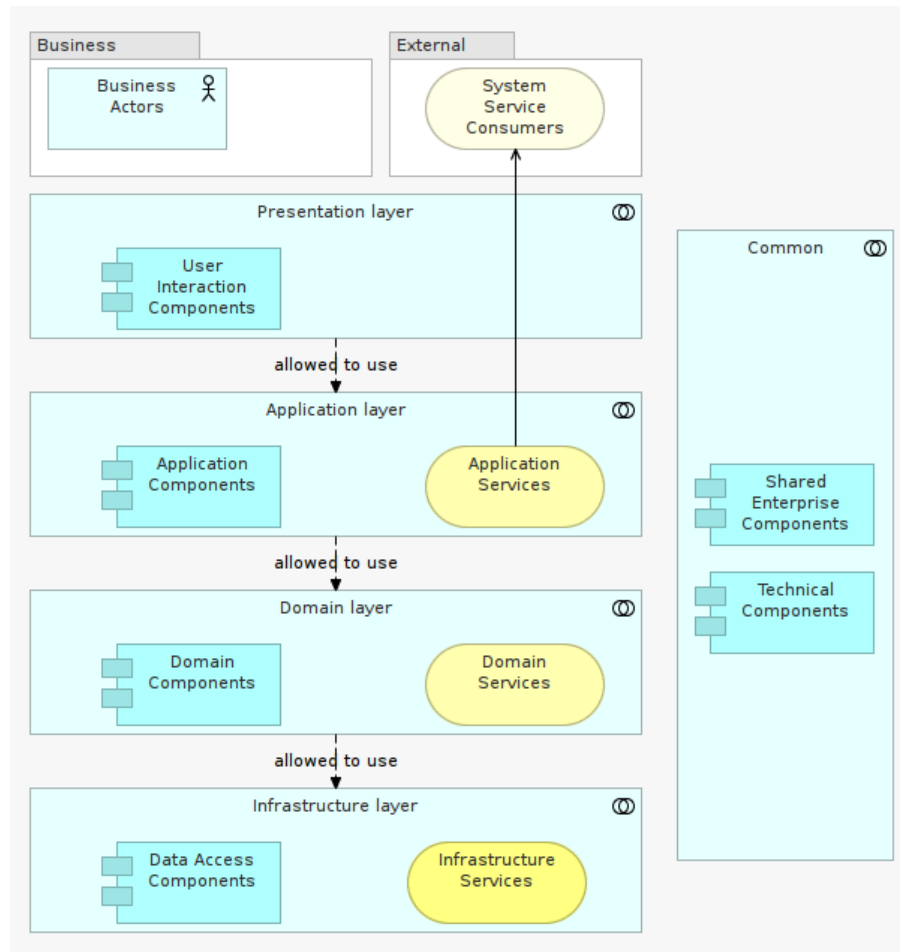 Business
Business
Actors
External
System
Service
Consumers
Presentation layer
User
Interaction
Components
allowed to use
Application layer
Application
Components
Application
Services
allowed to use
Domain layer
Domain
Components
Domain
Services
allowed to use
Infrastructure layer
Data Access
Components
Infrastructure
Services
Common
Shared
Enterprise
Components
Technical
Components